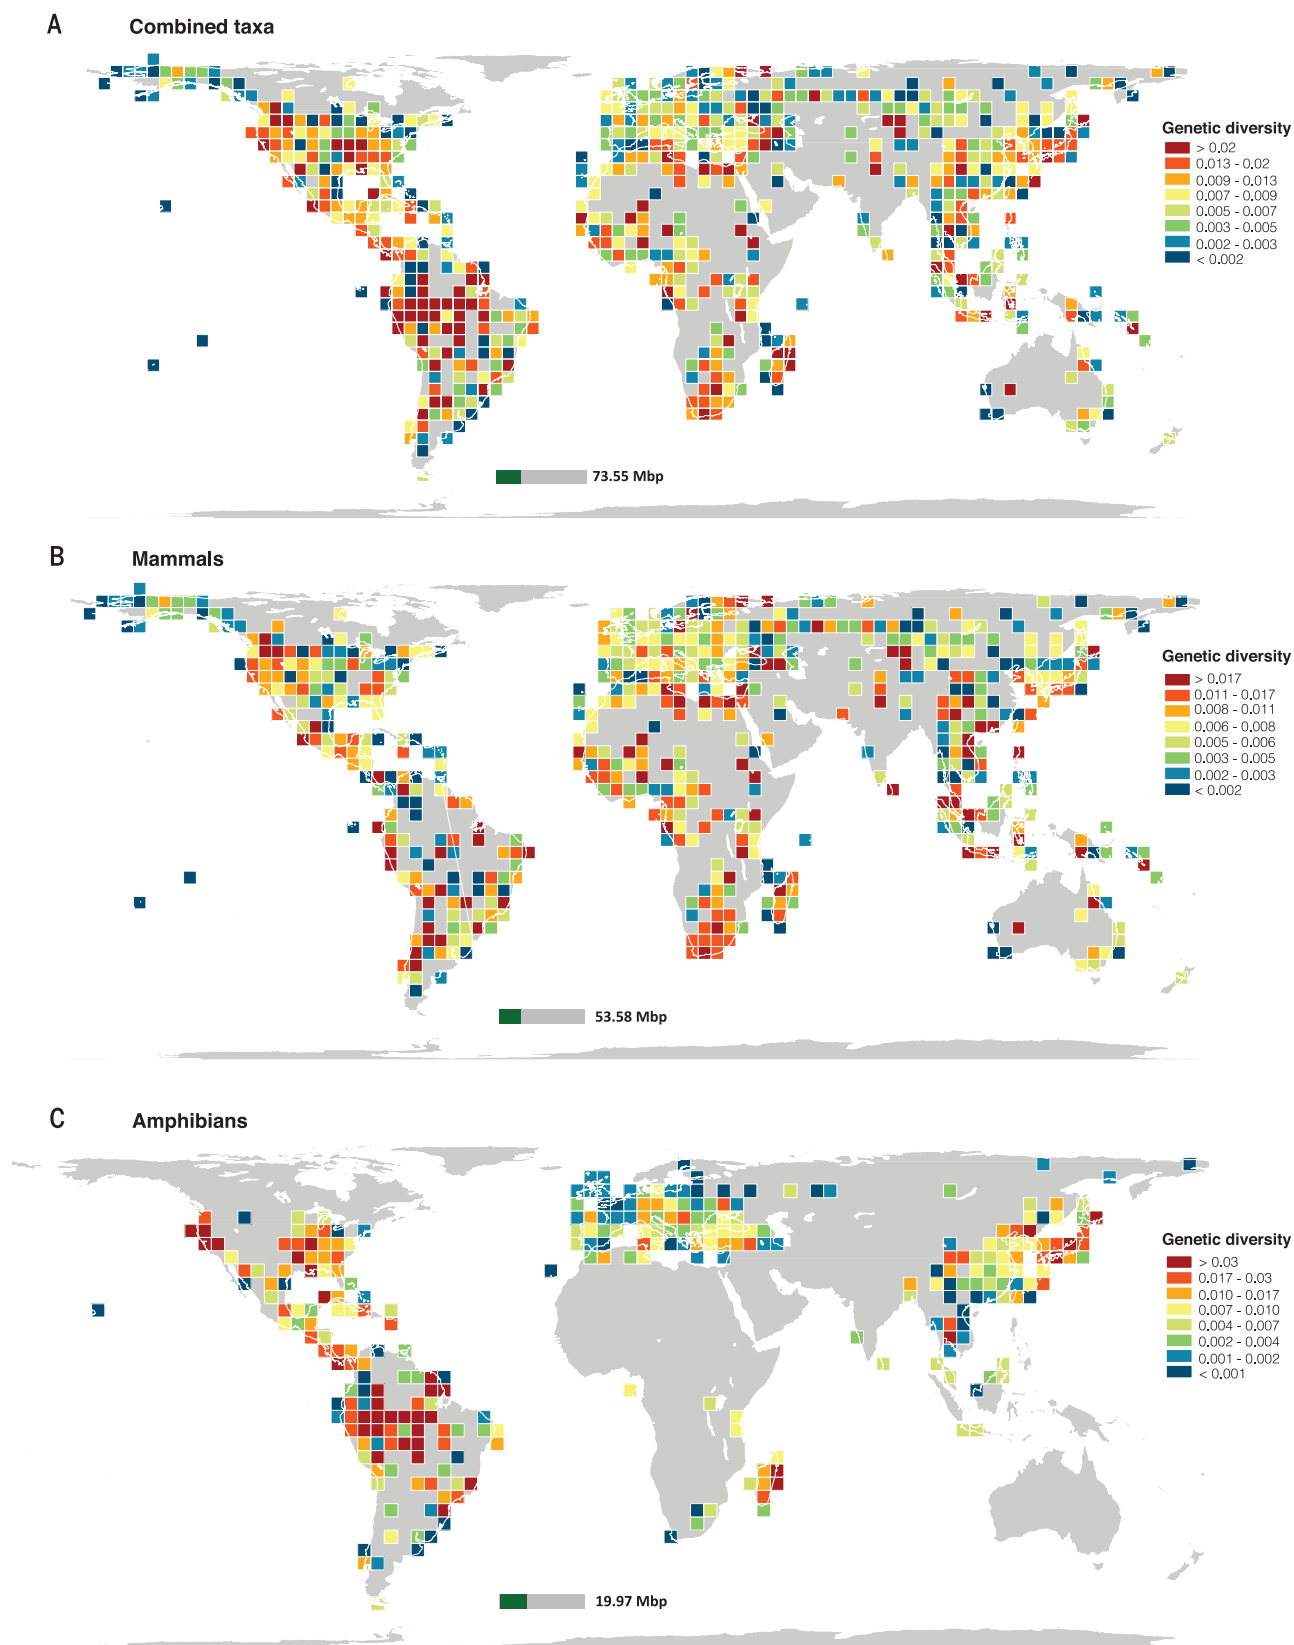 A Combined taxa
Genetic diversity
> 0.02
0.013 - 0.02
0.009 - 0.013
0.007 - 0.009
0.005 - 0.007
0.003 - 0.005
0.002 - 0.003
< 0.002
73.55 Mbp
B Mammals
Genetic diversity
> 0.017
0.011 - 0.017
0.008 - 0.011
0.006 - 0.008
0.005 - 0.006
0.003 - 0.005
0.002 - 0.003
< 0.002
53.58 Mbp
C Amphibians
Genetic diversity
> 0.03
0.017 - 0.03
0.010 - 0.017
0.007 - 0.010
0.004 - 0.007
0.002 - 0.004
0.001 - 0.002
< 0.001
19.97 Mbp